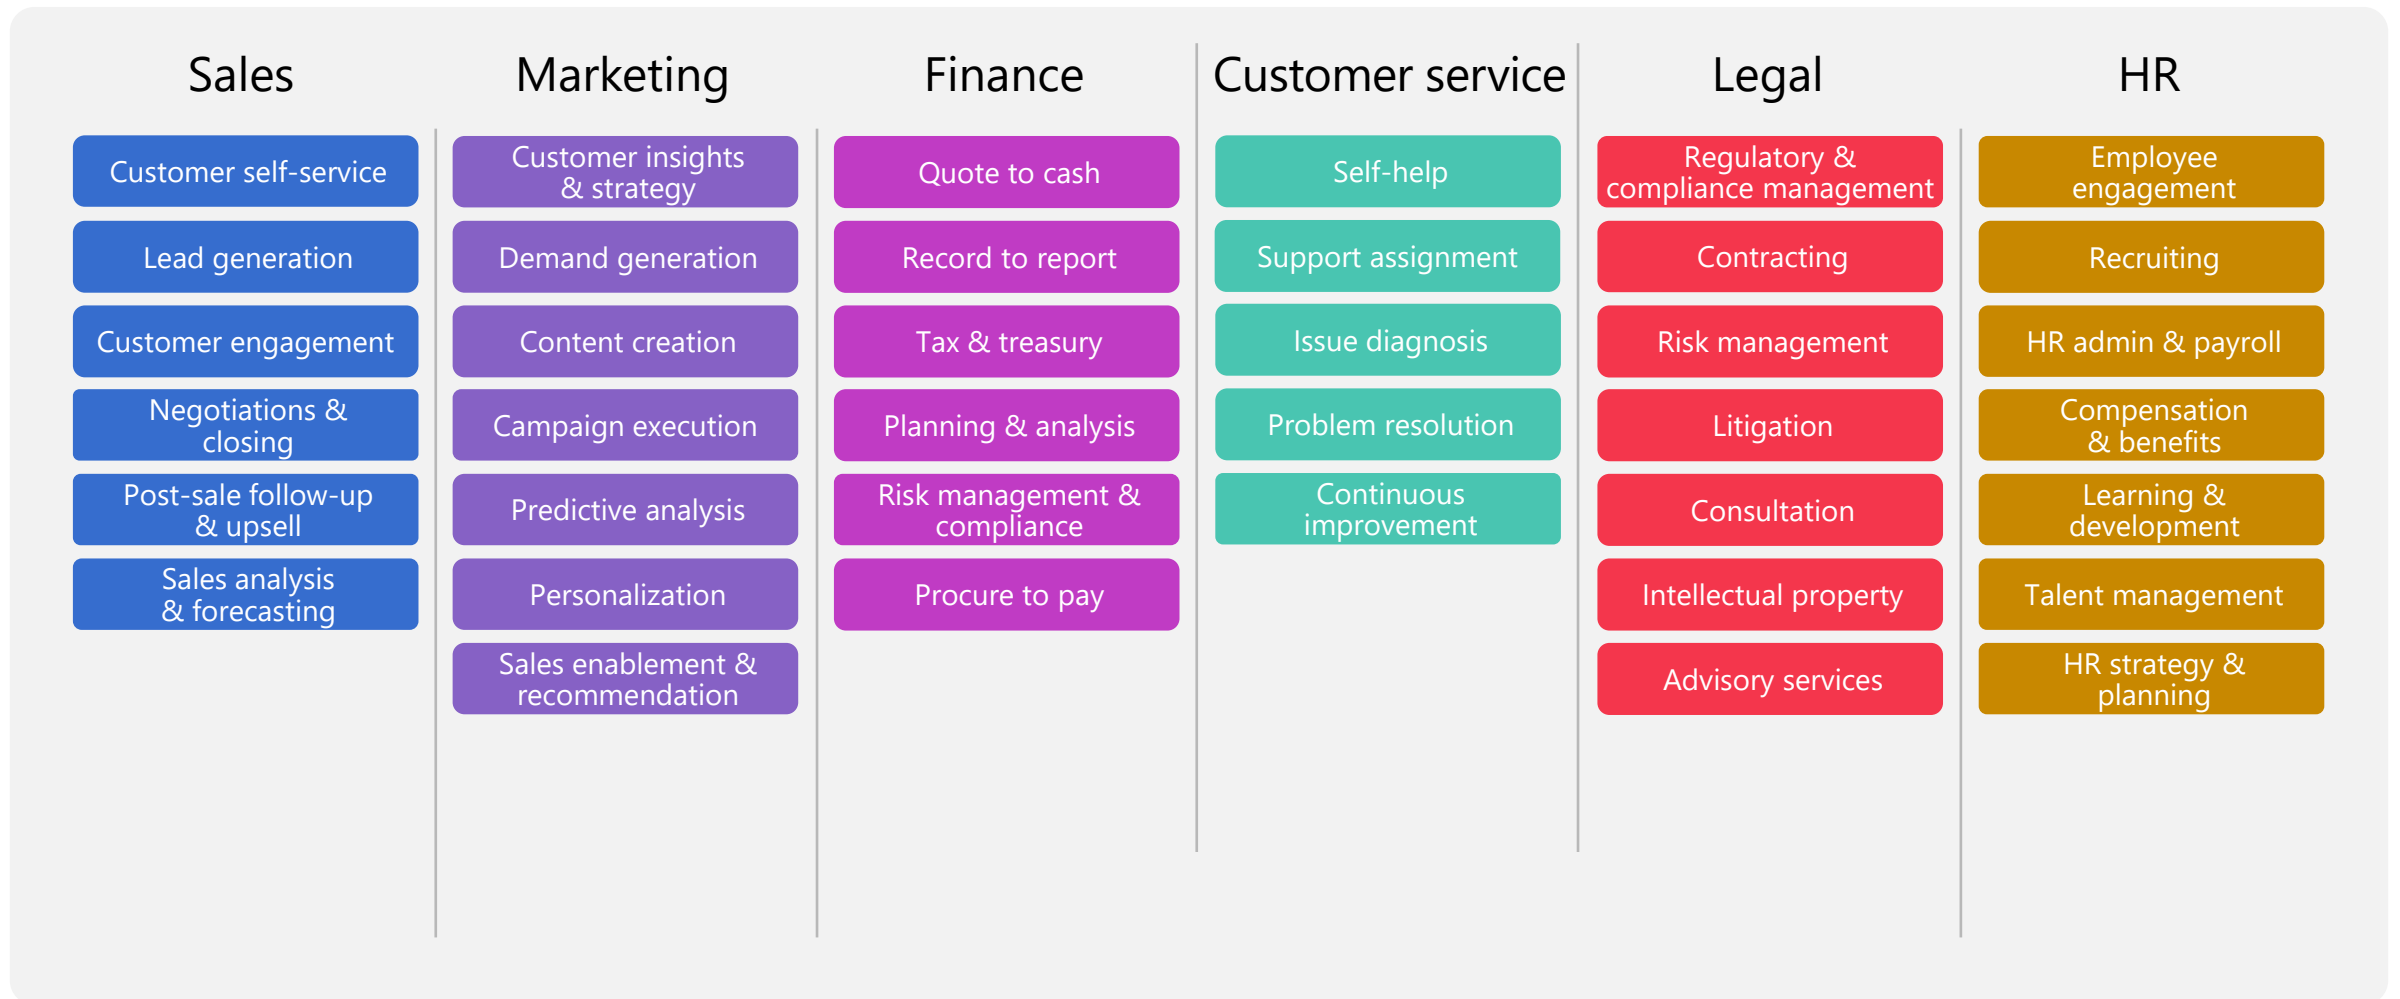 Sales
Customer self-service
Lead generation
Customer engagement
Negotiations &
closing
Post-sale follow-up
& upsell
Sales analysis
& forecasting
Marketing
Customer insights
& strategy
Demand generation
Content creation
Campaign execution
Predictive analysis
Personalization
Sales enablement &
recommendation
Finance
Quote to cash
Record to report
Tax & treasury
Planning & analysis
Risk management &
compliance
Procure to pay
Customer service
Self-help
Support assignment
Issue diagnosis
Problem resolution
Continuous
improvement
Legal
Regulatory &
compliance management
Contracting
Risk management
Litigation
Consultation
Intellectual property
Advisory services
HR
Employee
engagement
Recruiting
HR admin & payroll
Compensation
& benefits
Learning &
development
Talent management
HR strategy &
planning